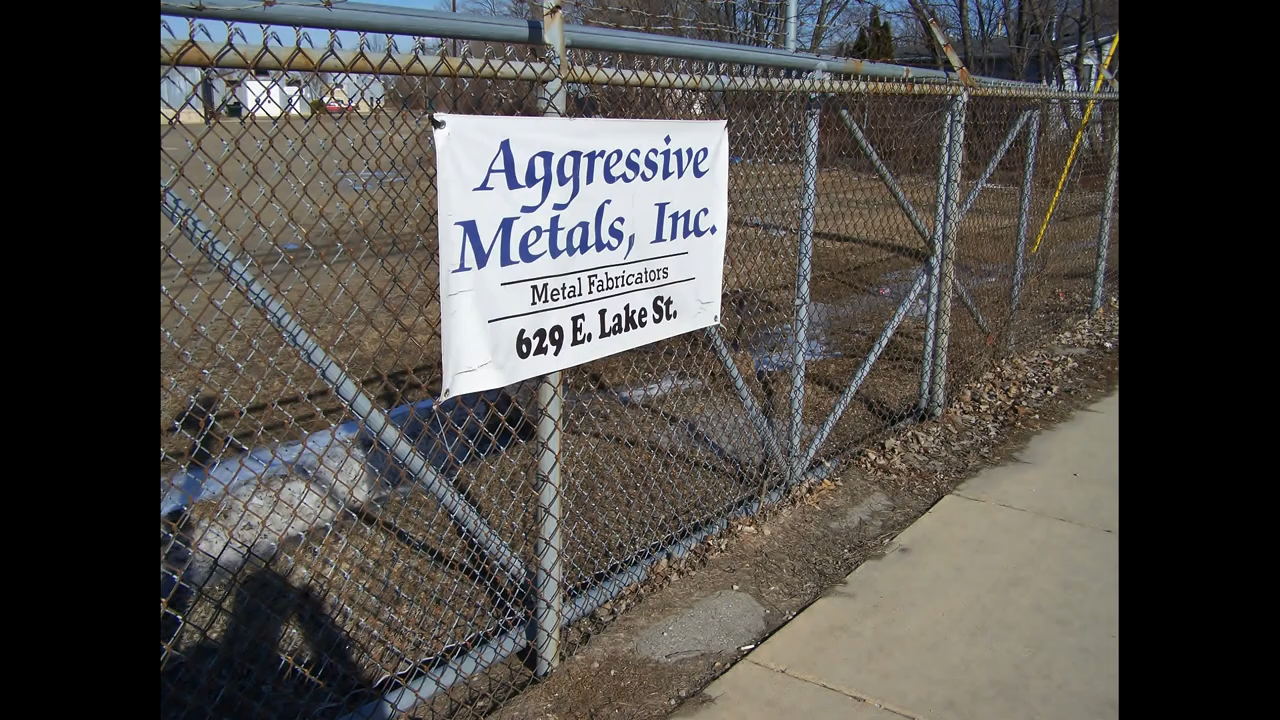 Aggressive
Metals, Inc.
Metal Fabricators
629 E. Lake St.